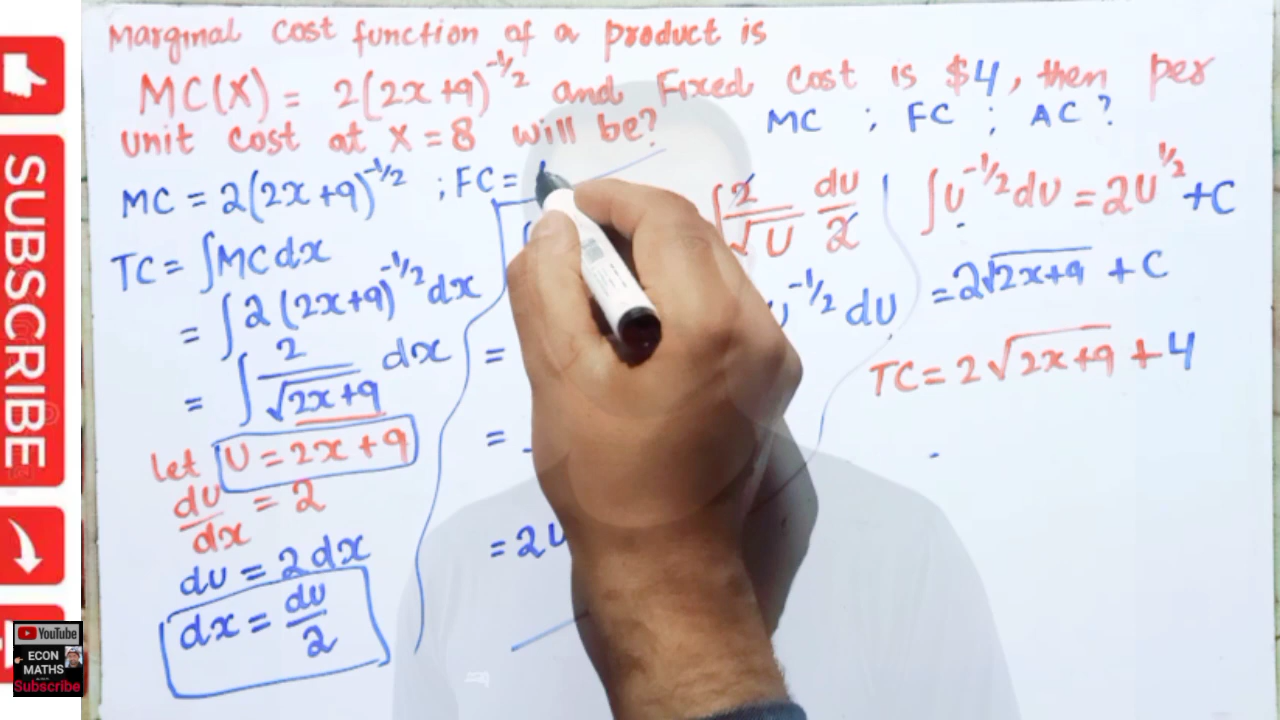 Marginal cost function of a product is
MC(X) = 2(2x+9)^-1/2 and Fixed Cost is $4, then per
unit cost at X = 8 will be?
MC ; FC ; AC ?
MC = 2(2x+9)^-1/2 ; FC =
TC = ∫MC dx
= ∫2(2x+9)^-1/2 dx
= ∫ 2/√2x+9 dx
let U = 2x+9
du/dx = 2
du = 2dx
dx = du/2
=
=
= 2U
∫ 2/√U du/2
^-1/2 du
∫U^-1/2 du = 2U^1/2 + C
= 2√2x+9 + C
TC = 2√2x+9 + 4
SUBSCRIBE
YouTube
ECON
MATHS
Subscribe